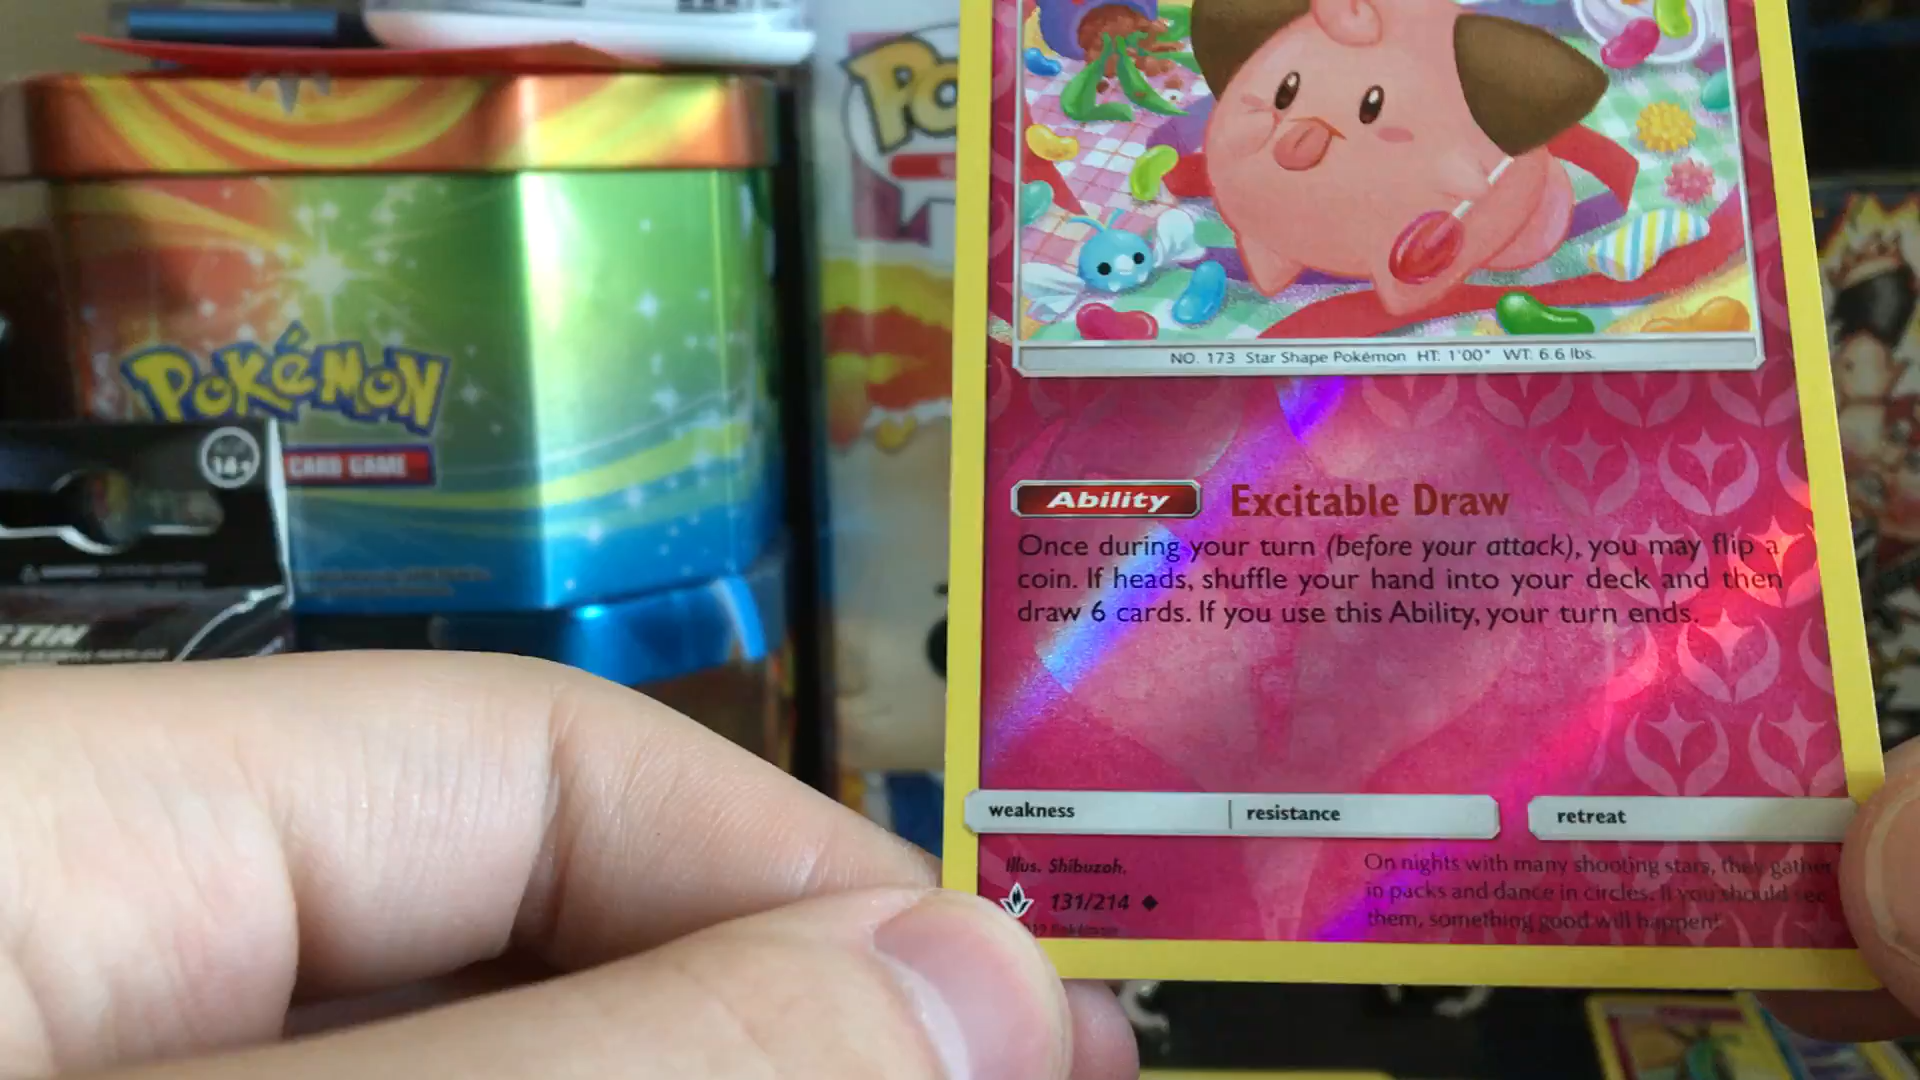 PO
POKéMON
CARD GAME
14+
STIN
NO. 173 Star Shape Pokémon HT: 1'00" WT: 6.6 lbs.
Ability Excitable Draw
Once during your turn (before your attack), you may flip a
coin. If heads, shuffle your hand into your deck and then
draw 6 cards. If you use this Ability, your turn ends.
weakness resistance retreat
Illus. Shibuzoh.
131/214
On nights with many shooting stars, they gather
in packs and dance in circles. If you should see
them, something good will happen!